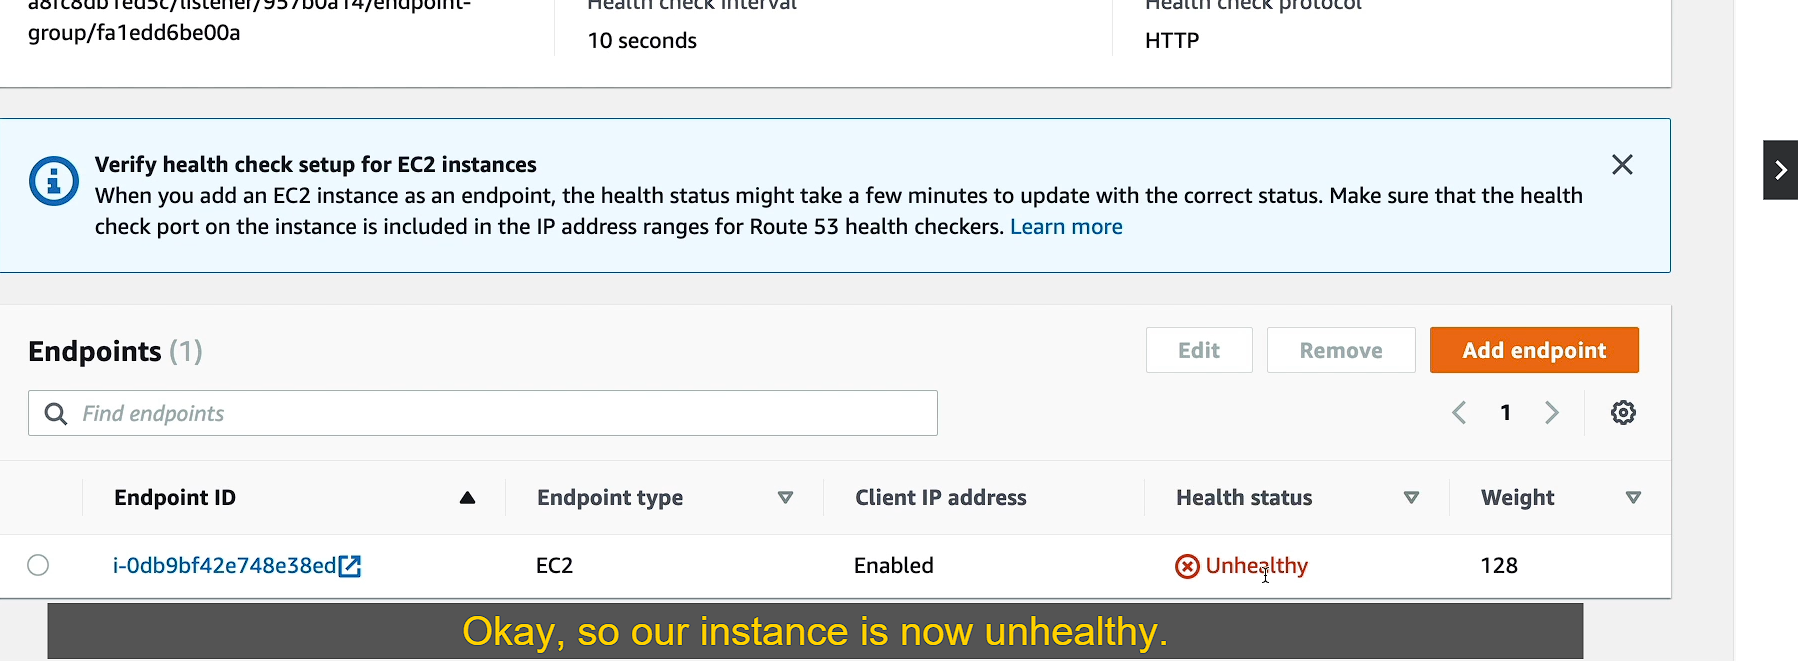 a8fc8db1ed5c/listener/957b0a14/endpoint-
group/fa1edd6be00a
Health check interval
10 seconds
Health check protocol
HTTP
Verify health check setup for EC2 instances
When you add an EC2 instance as an endpoint, the health status might take a few minutes to update with the correct status. Make sure that the health
check port on the instance is included in the IP address ranges for Route 53 health checkers. Learn more
Endpoints (1)
Edit
Remove
Add endpoint
Find endpoints
1
Endpoint ID
Endpoint type
Client IP address
Health status
Weight
i-0db9bf42e748e38ed
EC2
Enabled
Unhealthy
128
Okay, so our instance is now unhealthy.